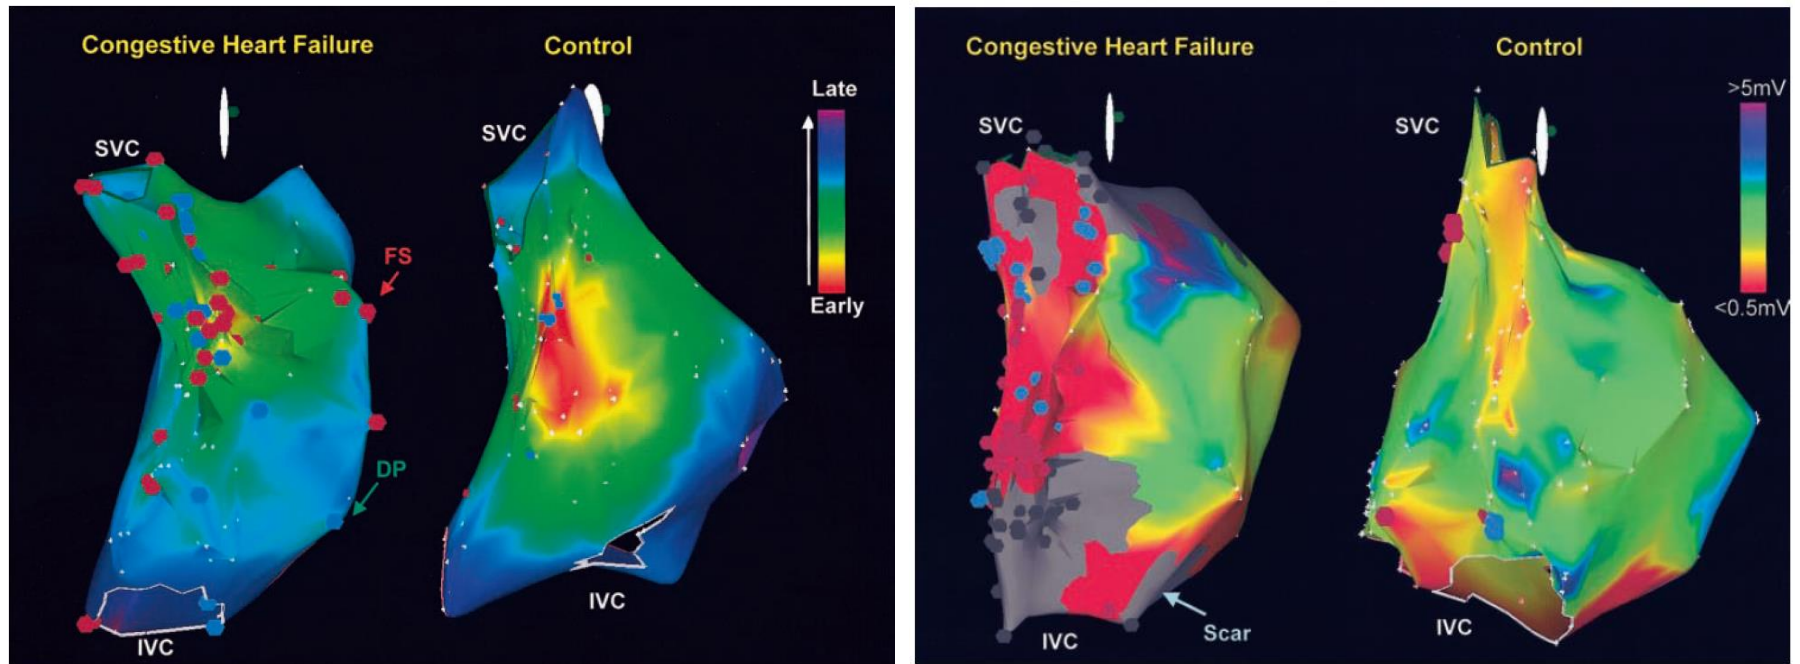 Congestive Heart Failure
Control
Late
SVC
SVC
Early
FS
DP
IVC
IVC
Congestive Heart Failure
Control
>5mV
SVC
SVC
<0.5mV
Scar
IVC
IVC